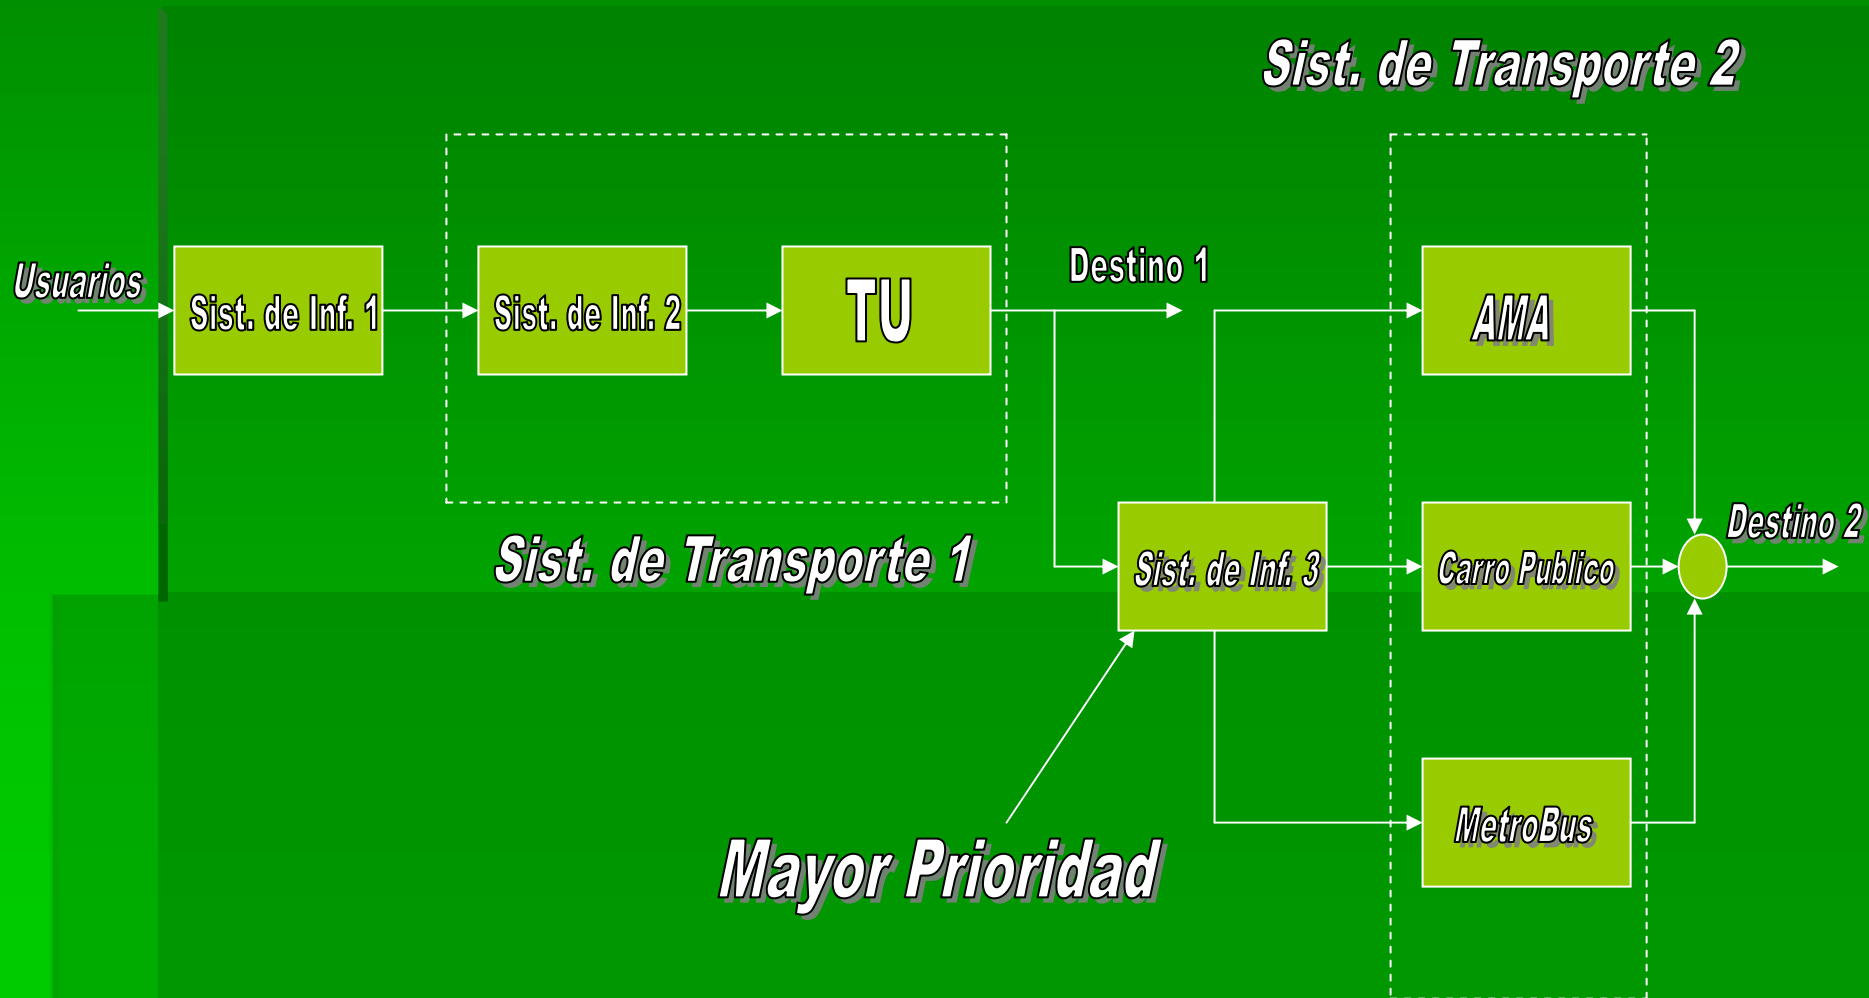 Sist. de Transporte 2
Usuarios
Sist. de Inf. 1
Sist. de Inf. 2
TU
Destino 1
AMA
Sist. de Transporte 1
Sist. de Inf. 3
Carro Publico
Destino 2
MetroBus
Mayor Prioridad